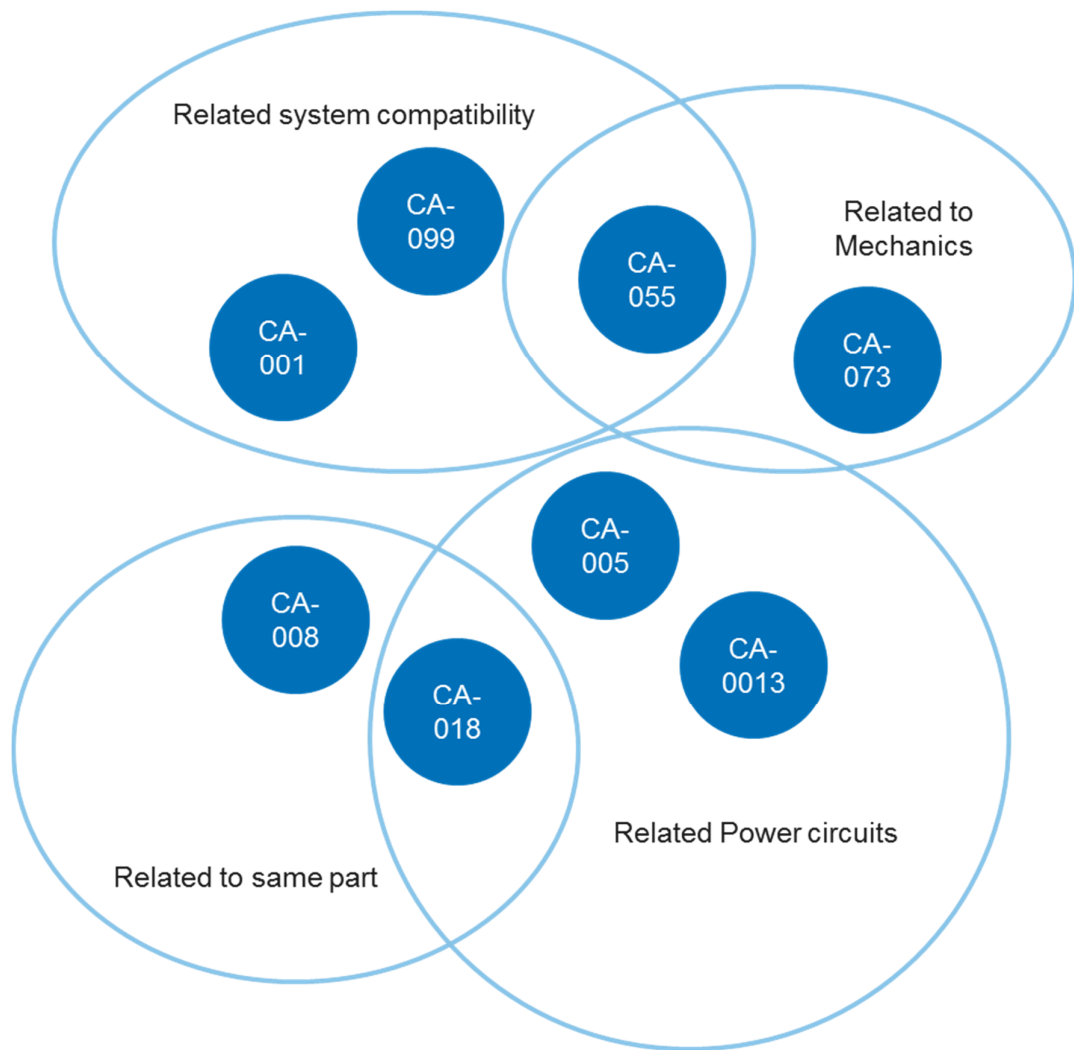 Related system compatibility
CA-
099
CA-
001
CA-
055
Related to
Mechanics
CA-
073
CA-
005
CA-
008
CA-
0013
CA-
018
Related Power circuits
Related to same part